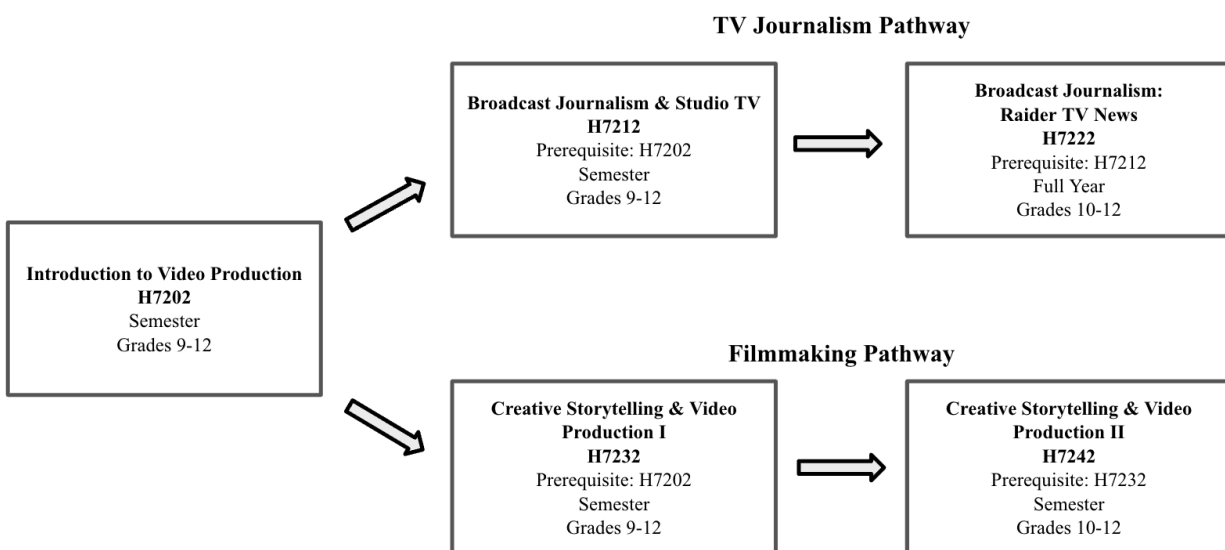 TV Journalism Pathway
Introduction to Video Production
H7202
Semester
Grades 9-12
Broadcast Journalism & Studio TV
H7212
Prerequisite: H7202
Semester
Grades 9-12
Broadcast Journalism:
Raider TV News
H7222
Prerequisite: H7212
Full Year
Grades 10-12
Filmmaking Pathway
Creative Storytelling & Video
Production I
H7232
Prerequisite: H7202
Semester
Grades 9-12
Creative Storytelling & Video
Production II
H7242
Prerequisite: H7232
Semester
Grades 10-12